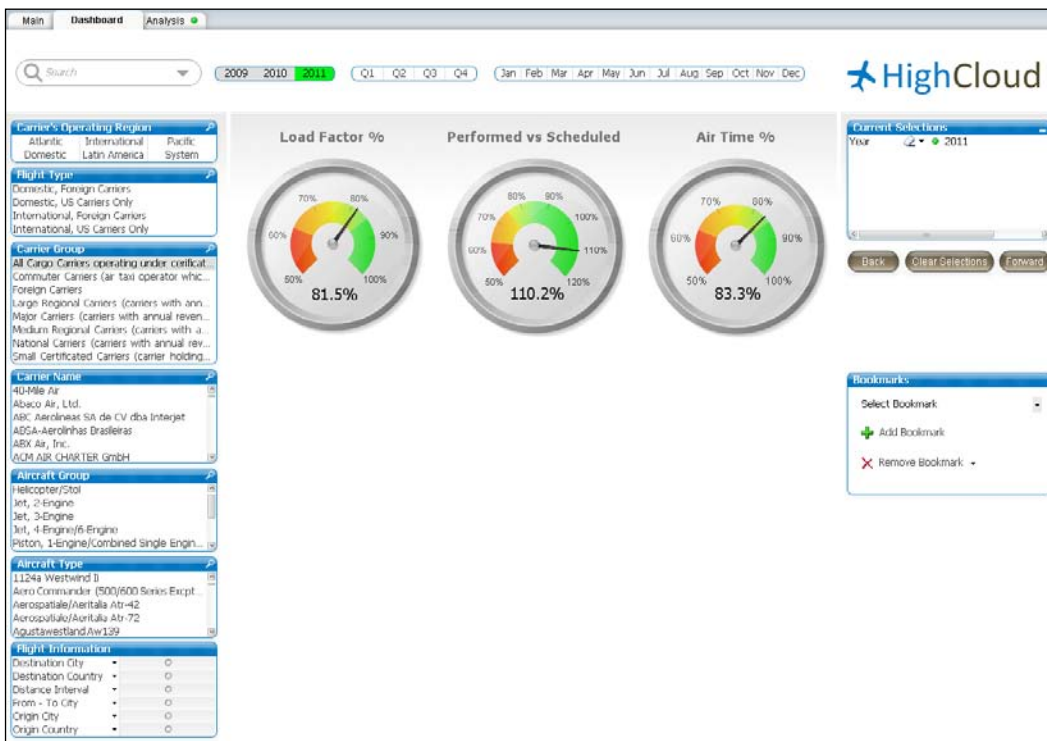 Main Dashboard Analysis
Search
2009 2010 2011 Q1 Q2 Q3 Q4 Jan Feb Mar Apr May Jun Jul Aug Sep Oct Nov Dec
HighCloud
Carrier's Operating Region
Atlantic International Pacific
Domestic Latin America System
Flight Type
Domestic, Foreign Carriers
Domestic, US Carriers Only
International, Foreign Carriers
International, US Carriers Only
Carrier Group
All Cargo Carriers operating under cerificat...
Commuter Carriers (air taxi operator whic...
Foreign Carriers
Large Regional Carriers (carriers with ann...
Major Carriers (carriers with annual reven...
Medium Regional Carriers (carriers with a...
National Carriers (carriers with annual rev...
Small Certificated Carriers (carrier holding...
Carrier Name
40-Mile Air
Abaco Air, Ltd.
ABC Aerolineas SA de CV dba Interjet
ABSA-Aerolinhas Brasileiras
ABX Air, Inc.
ACM AIR CHARTER GmbH
Aircraft Group
Helicopter/Stol
Jet, 2-Engine
Jet, 3-Engine
Jet, 4-Engine/6-Engine
Piston, 1-Engine/Combined Single Engin...
Aircraft Type
1124a Westwind II
Aero Commander (500/600 Series Excpt...
Aerospatiale/Aeritalia Atr-42
Aerospatiale/Aeritalia Atr-72
Agustawestland Aw139
Flight Information
Destination City
Destination Country
Distance Interval
From - To City
Origin City
Origin Country
Load Factor %
50% 60% 70% 80% 90% 100%
81.5%
Performed vs Scheduled
50% 60% 70% 80% 90% 100% 110% 120%
110.2%
Air Time %
50% 60% 70% 80% 90% 100%
83.3%
Current Selections
Year 2011
Back Clear Selections Forward
Bookmarks
Select Bookmark
Add Bookmark
Remove Bookmark